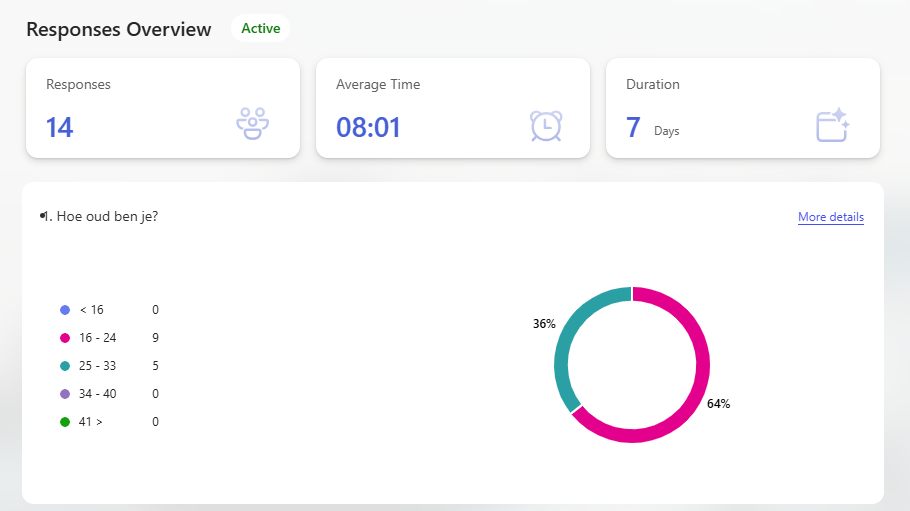 Responses Overview Active
Responses
14
Average Time
08:01
Duration
7 Days
1. Hoe oud ben je?
More details
< 16 0
16 - 24 9
25 - 33 5
34 - 40 0
41 > 0
36%
64%